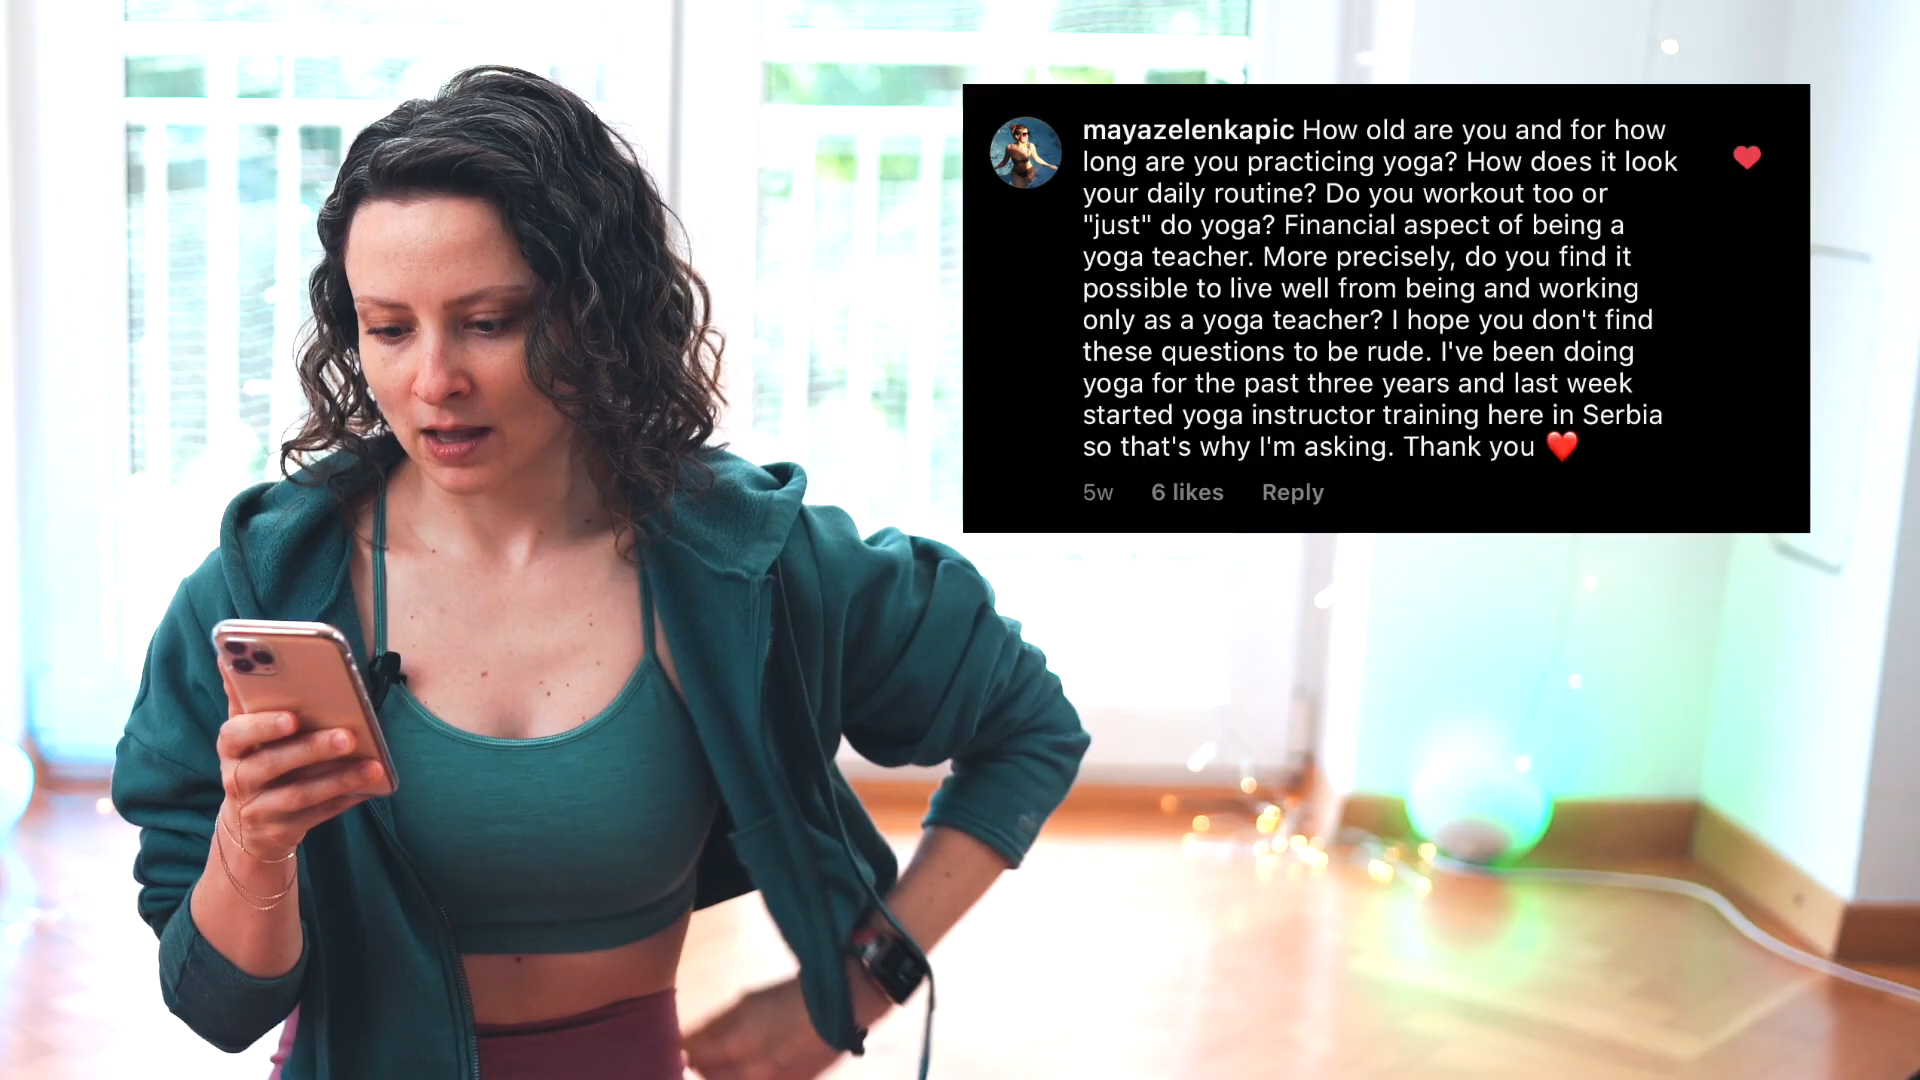 mayazelenkapic How old are you and for how
long are you practicing yoga? How does it look
your daily routine? Do you workout too or
"just" do yoga? Financial aspect of being a
yoga teacher. More precisely, do you find it
possible to live well from being and working
only as a yoga teacher? I hope you don't find
these questions to be rude. I've been doing
yoga for the past three years and last week
started yoga instructor training here in Serbia
so that's why I'm asking. Thank you ❤️
5w 6 likes Reply